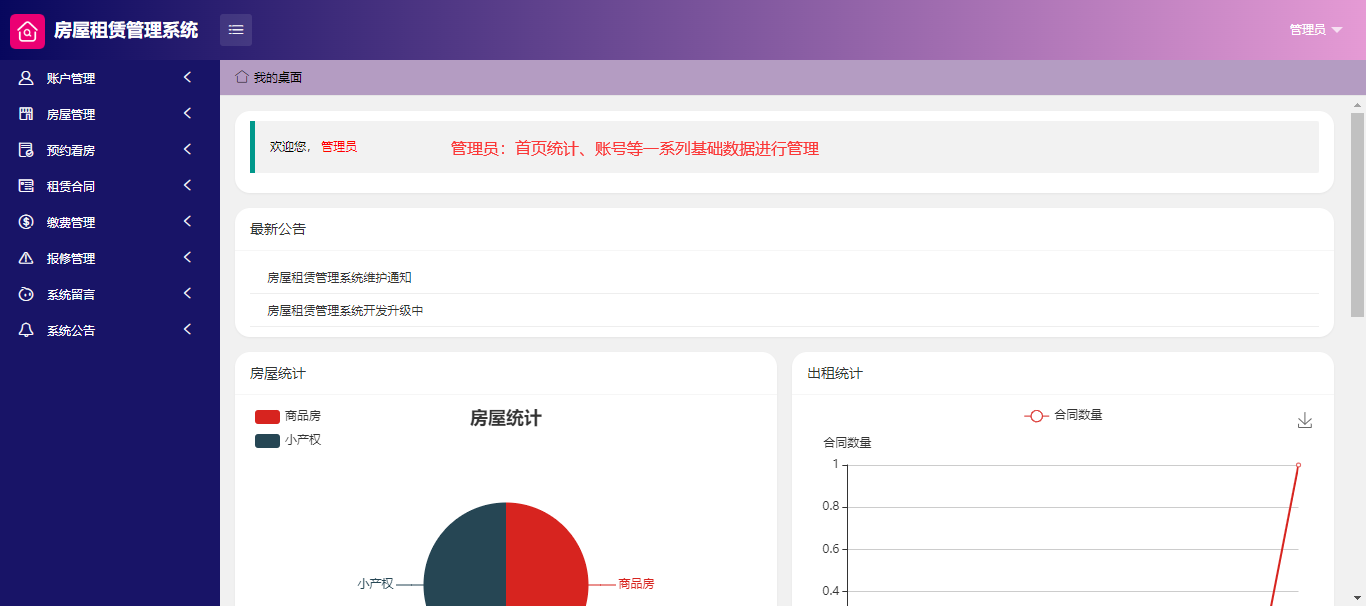 房屋租赁管理系统
管理员
账户管理
房屋管理
预约看房
租赁合同
缴费管理
报修管理
系统留言
系统公告
我的桌面
欢迎您， 管理员 管理员：首页统计、账号等一系列基础数据进行管理
最新公告
房屋租赁管理系统维护通知
房屋租赁管理系统开发升级中
房屋统计
商品房
小产权
房屋统计
小产权
商品房
出租统计
合同数量
合同数量
1
0.8
0.6
0.4